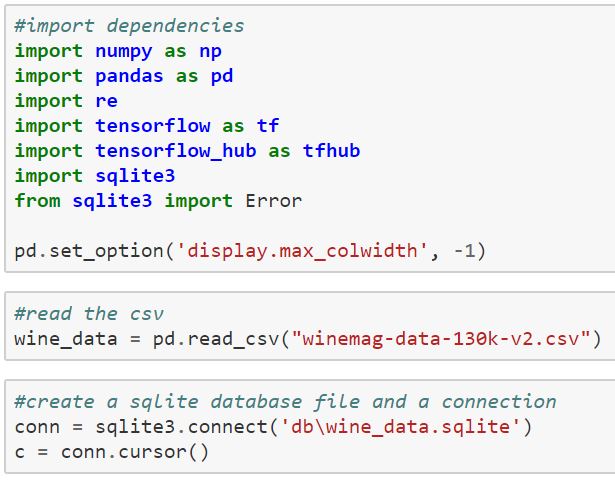 #import dependencies
import numpy as np
import pandas as pd
import re
import tensorflow as tf
import tensorflow_hub as tfhub
import sqlite3
from sqlite3 import Error
pd.set_option('display.max_colwidth', -1)
#read the csv
wine_data = pd.read_csv("winemag-data-130k-v2.csv")
#create a sqlite database file and a connection
conn = sqlite3.connect('db\wine_data.sqlite')
c = conn.cursor()